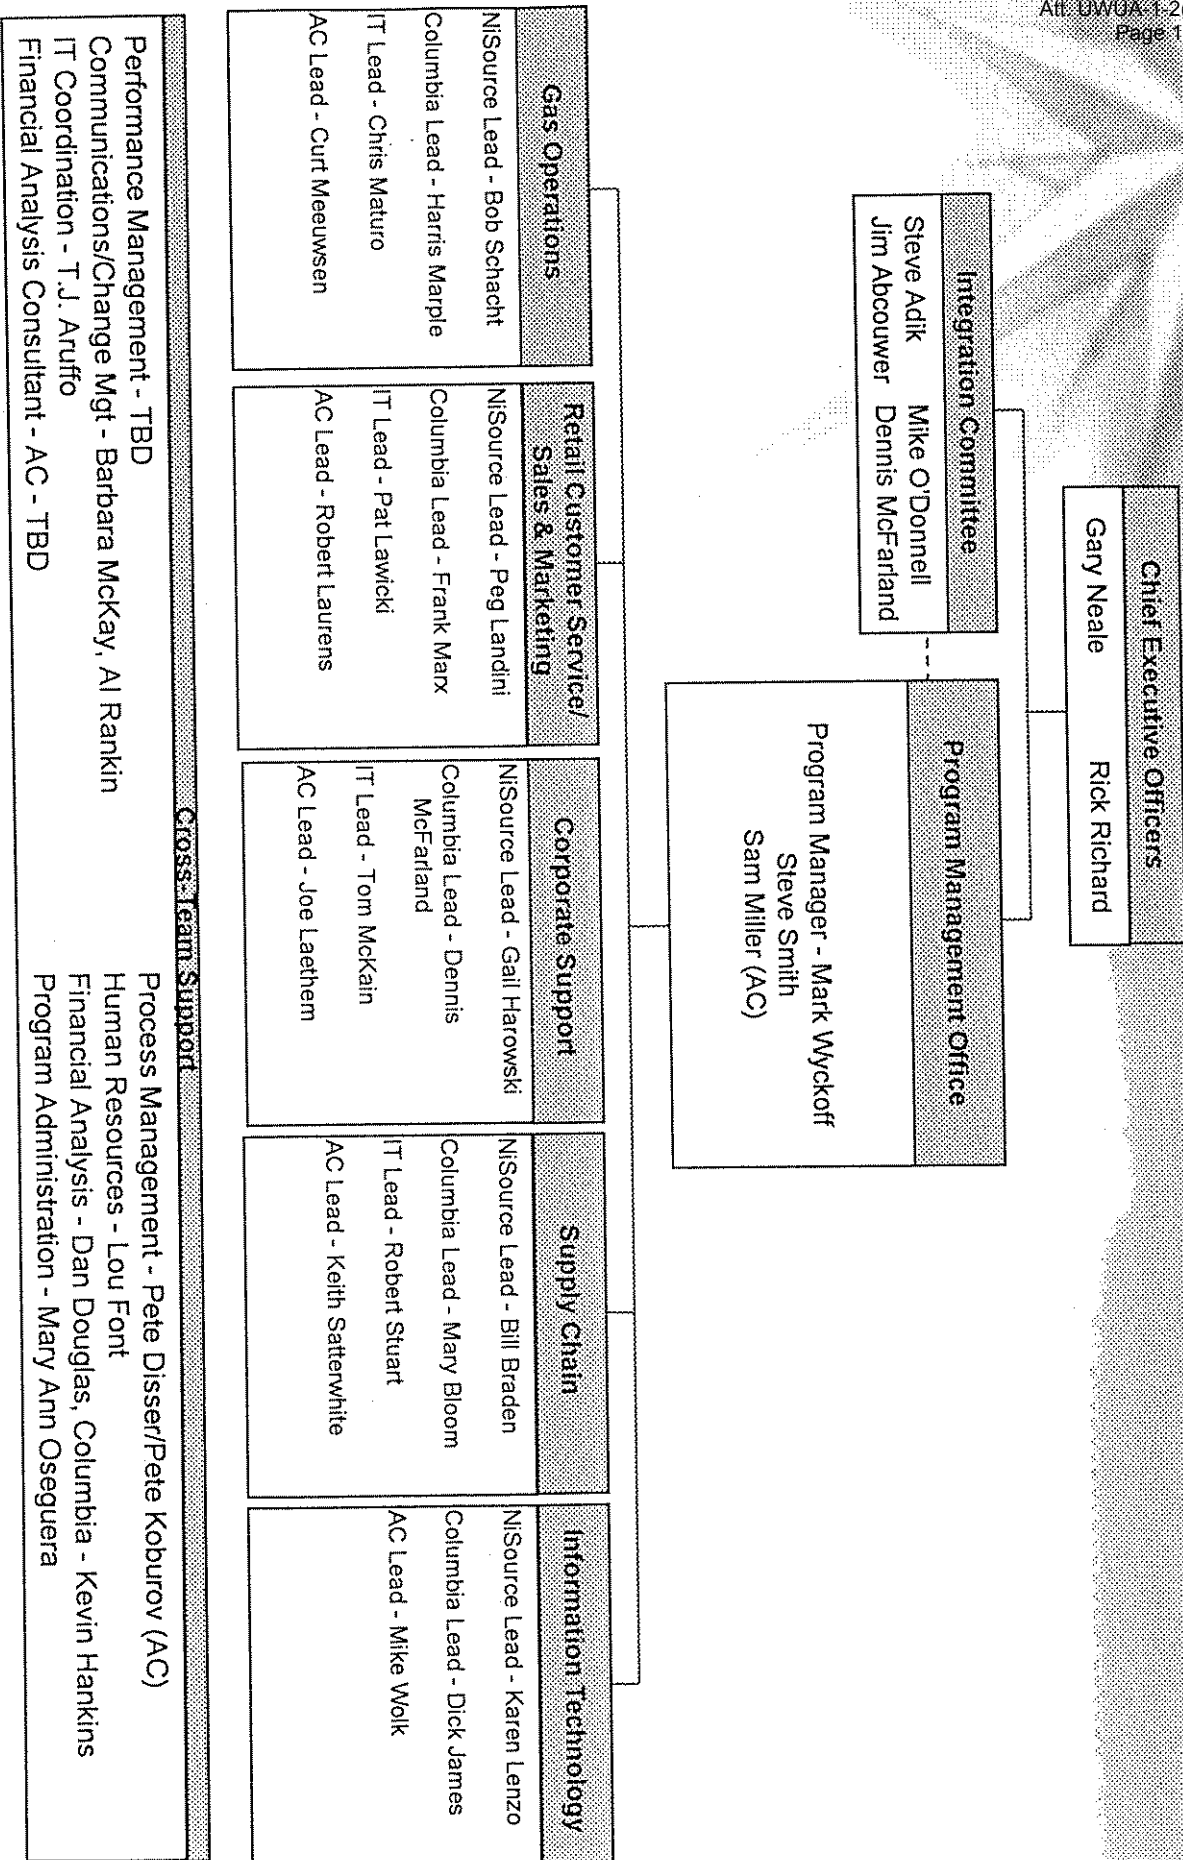 Att. UWUA-1-2
Page 1
Chief Executive Officers
Gary Neale Rick Richard
Integration Committee
Steve Adik Mike O'Donnell
Jim Abcouwer Dennis McFarland
Program Management Office
Program Manager - Mark Wyckoff
Steve Smith
Sam Miller (AC)
Gas Operations
NiSource Lead - Bob Schacht
Columbia Lead - Harris Marple
IT Lead - Chris Maturo
AC Lead - Curt Meeuwsen
Retail Customer Service/
Sales & Marketing
NiSource Lead - Peg Landini
Columbia Lead - Frank Marx
IT Lead - Pat Lawicki
AC Lead - Robert Laurens
Corporate Support
NiSource Lead - Gail Harowski
Columbia Lead - Dennis
McFarland
IT Lead - Tom McKain
AC Lead - Joe Laethem
Supply Chain
NiSource Lead - Bill Braden
Columbia Lead - Mary Bloom
IT Lead - Robert Stuart
AC Lead - Keith Satterwhite
Information Technology
NiSource Lead - Karen Lenzo
Columbia Lead - Dick James
AC Lead - Mike Wolk
Cross-Team Support
Performance Management - TBD
Communications/Change Mgt - Barbara McKay, Al Rankin
IT Coordination - T.J. Aruffo
Financial Analysis Consultant - AC - TBD
Process Management - Pete Disser/Pete Koburov (AC)
Human Resources - Lou Font
Financial Analysis - Dan Douglas, Columbia - Kevin Hankins
Program Administration - Mary Ann Oseguera